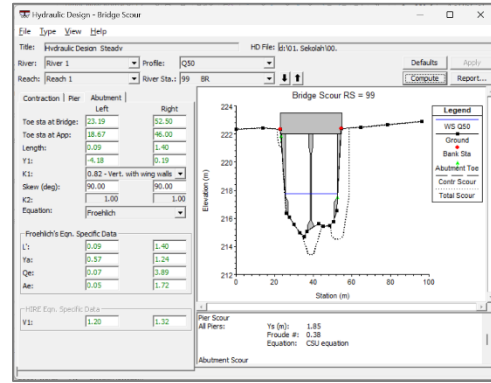 Hydraulic Design - Bridge Scour
File Type View Help
Title: Hydraulic Design Steady HD File: d:\01. Sekolah\00.
River: River 1 Profile: Q50 Defaults Apply
Reach: Reach 1 River Sta.: 99 BR Compute Report...
Contraction Pier Abutment
Left Right
Toe sta at Bridge: 23.19 52.50
Toe sta at App: 18.67 46.00
Length: 0.09 1.40
Y1: -4.18 0.19
K1: 0.82 - Vert. with wing walls
Skew (deg): 90.00 90.00
K2: 1.00 1.00
Equation: Froehlich
Froehlich's Eqn. Specific Data
L': 0.09 1.40
Ya: 0.57 1.24
Qe: 0.07 3.89
Ae: 0.05 1.72
HIRE Eqn. Specific Data
Y1: 1.20 1.32
Bridge Scour RS = 99
224
222
220
218
216
214
212
Elevation (m)
0 20 40 60 80 100
Station (m)
Legend
WS Q50
Ground
Bank Sta
Abutment Toe
Contr Scour
Total Scour
Pier Scour
All Piers: Ys (m): 1.85
Froude #: 0.38
Equation: CSU equation
Abutment Scour